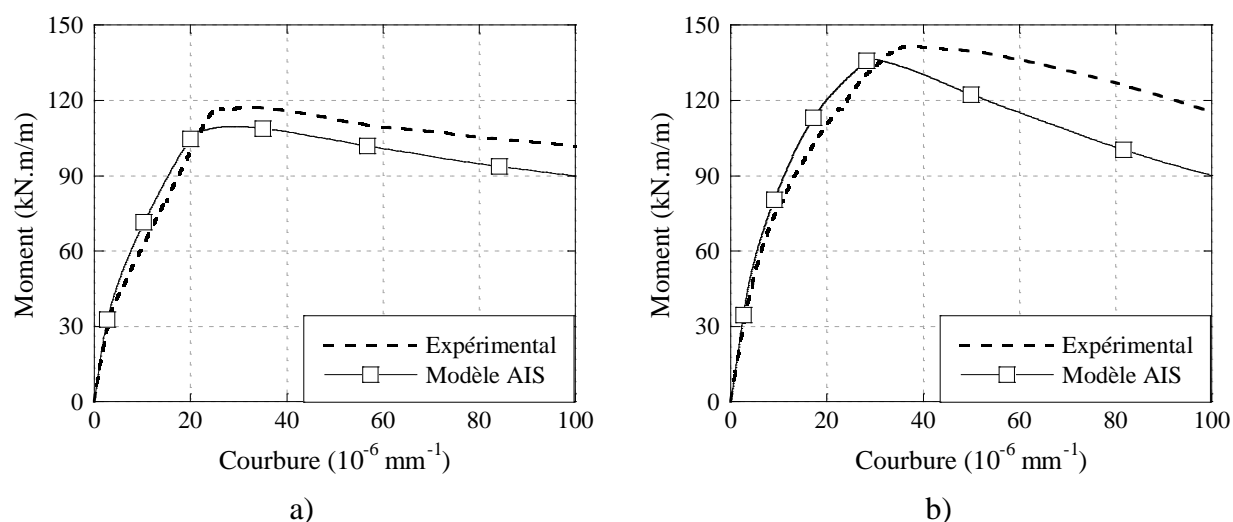 150
120
90
60
30
0
Moment (kN.m/m)
Expérimental
Modèle AIS
0 20 40 60 80 100
Courbure (10⁻⁶ mm⁻¹)
a)
150
120
90
60
30
0
Moment (kN.m/m)
Expérimental
Modèle AIS
0 20 40 60 80 100
Courbure (10⁻⁶ mm⁻¹)
b)